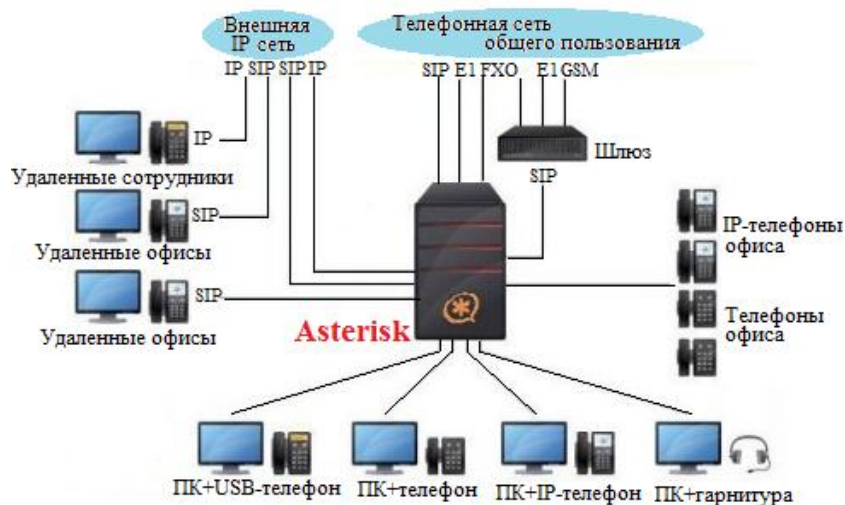 Внешняя
IP сеть
Телефонная сеть
общего пользования
IP SIP SIP IP
SIP E1 FXO E1 GSM
IP
Удаленные сотрудники
Шлюз
SIP
SIP
Удаленные офисы
IP-телефоны
офиса
SIP
Удаленные офисы
Asterisk
Телефоны
офиса
ПК+USB-телефон
ПК+телефон
ПК+IP-телефон
ПК+гарнитура